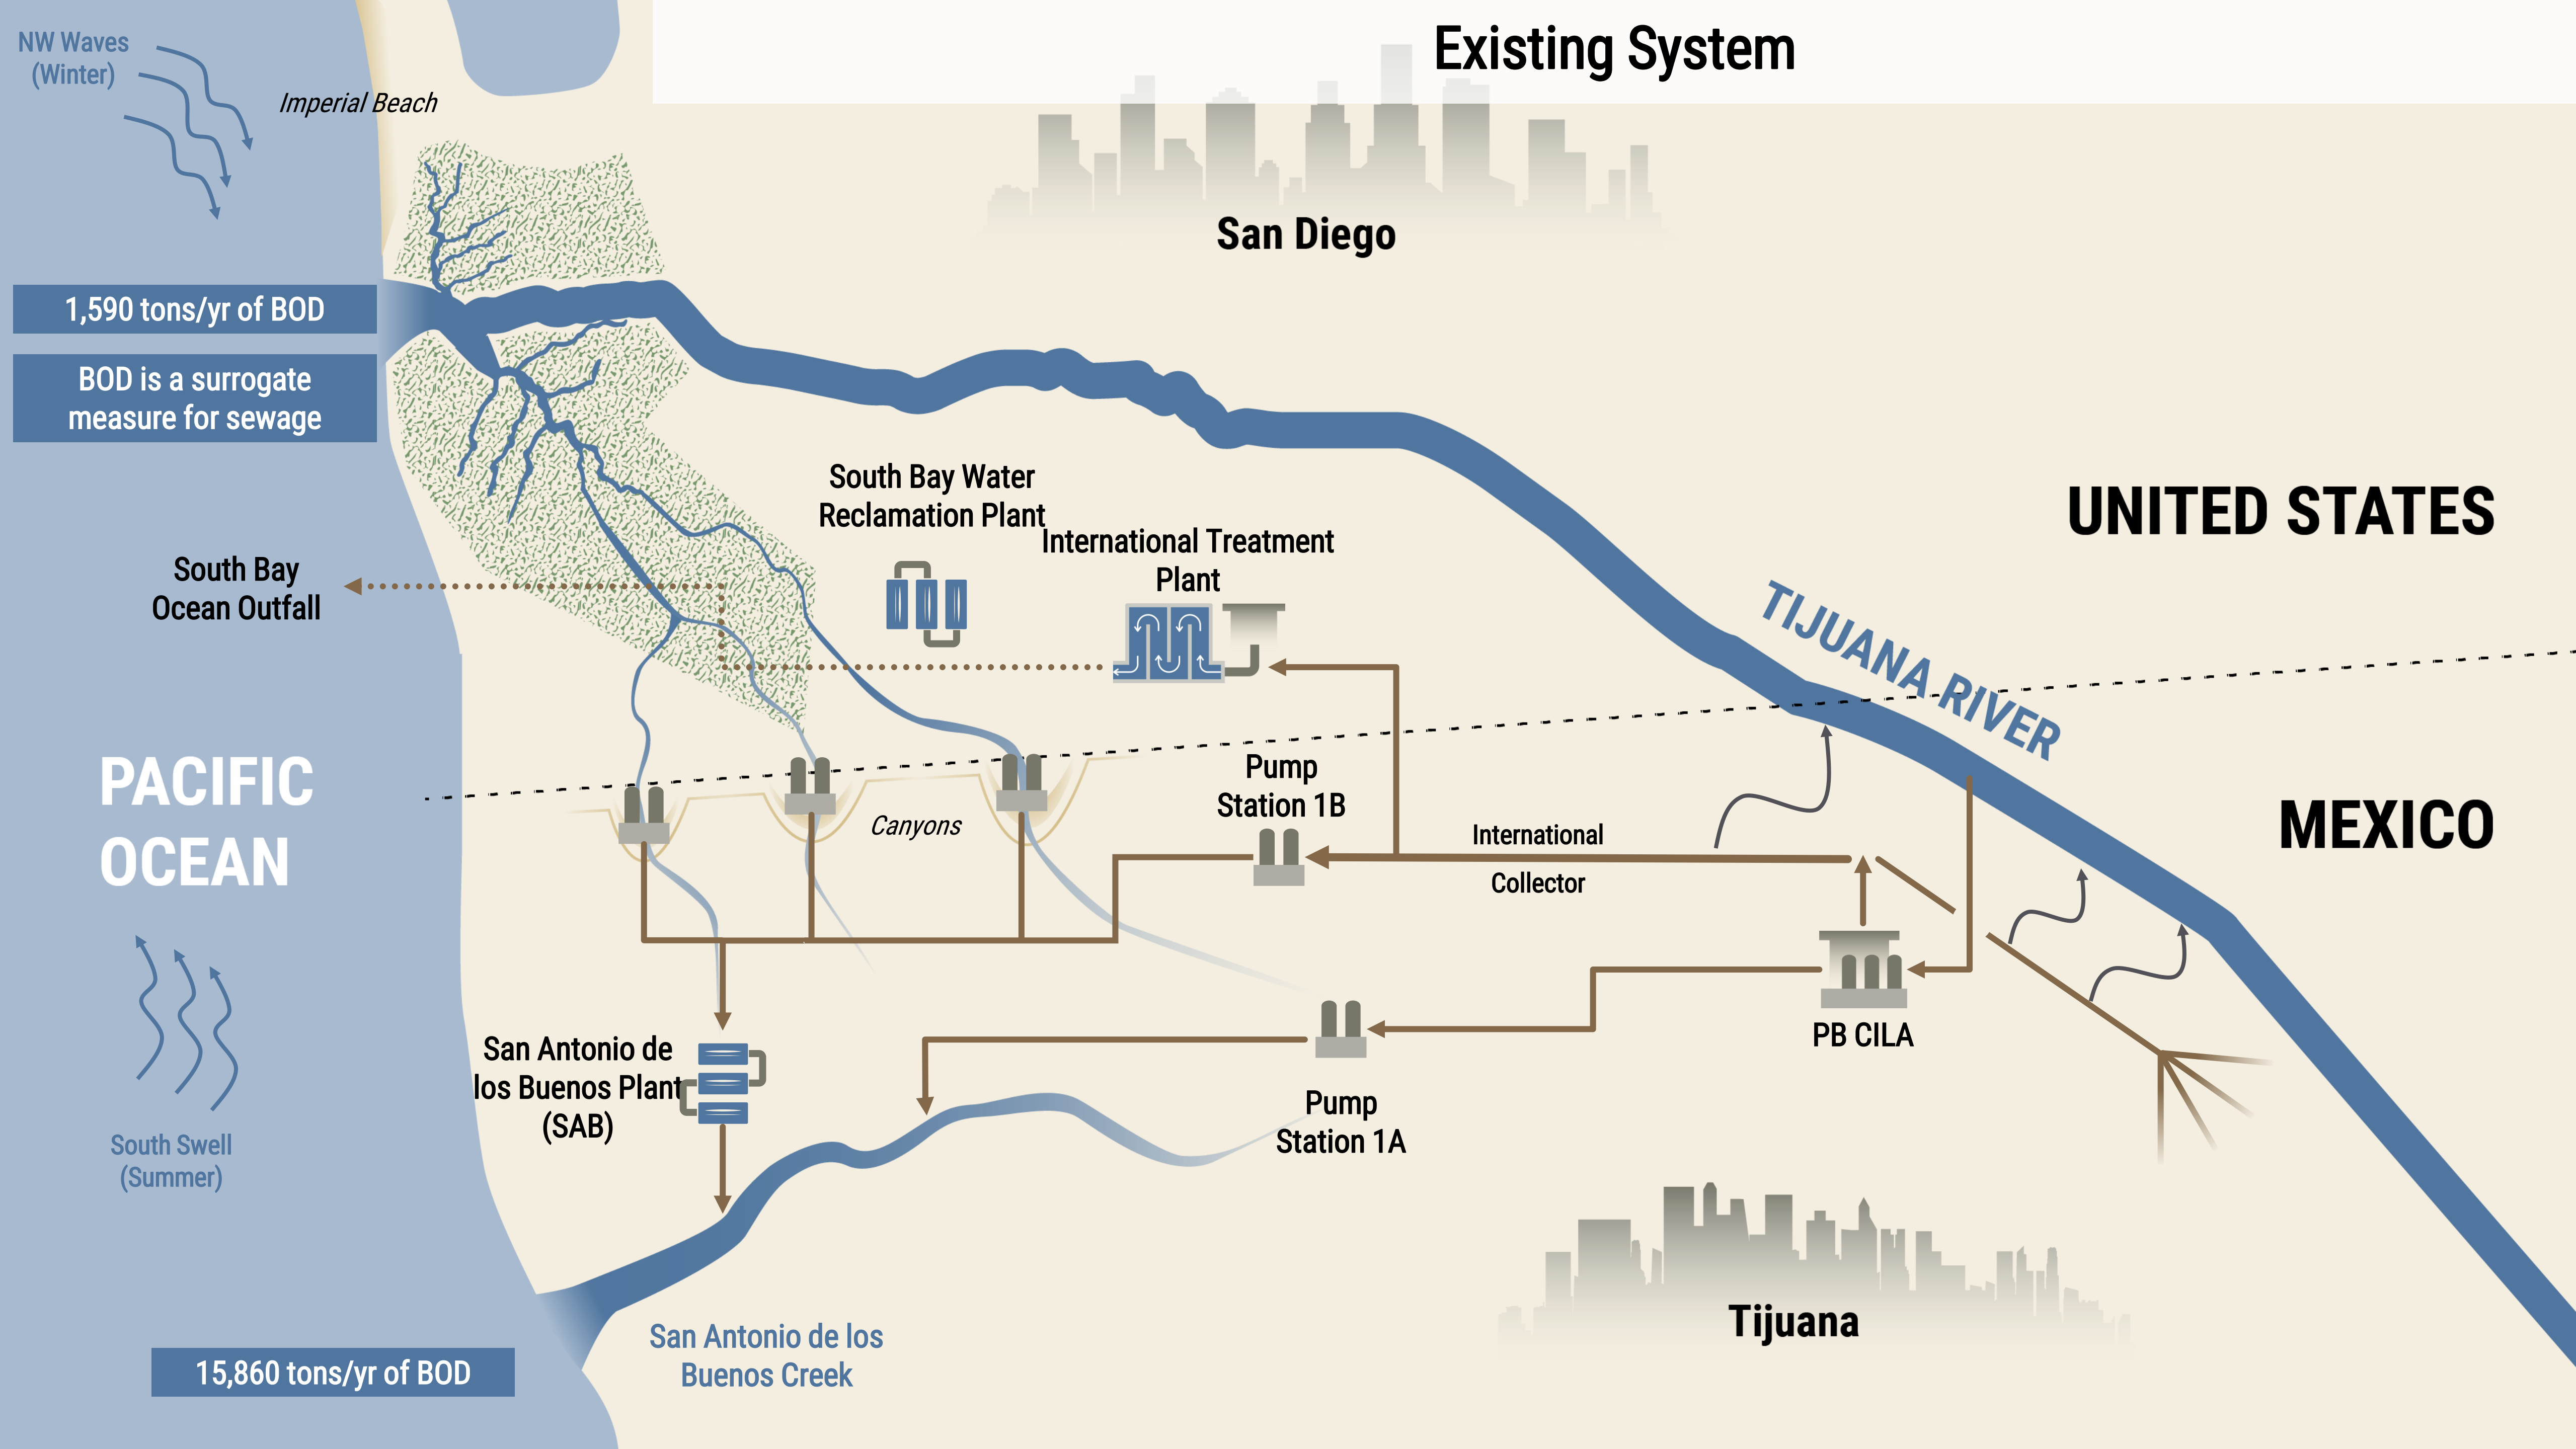 Existing System
NW Waves
(Winter)
Imperial Beach
San Diego
1,590 tons/yr of BOD
BOD is a surrogate
measure for sewage
South Bay Water
Reclamation Plant
International Treatment
Plant
UNITED STATES
South Bay
Ocean Outfall
TIJUANA RIVER
PACIFIC
OCEAN
Pump
Station 1B
Canyons
International
Collector
MEXICO
San Antonio de
los Buenos Plant
(SAB)
PB CILA
Pump
Station 1A
South Swell
(Summer)
Tijuana
San Antonio de los
Buenos Creek
15,860 tons/yr of BOD